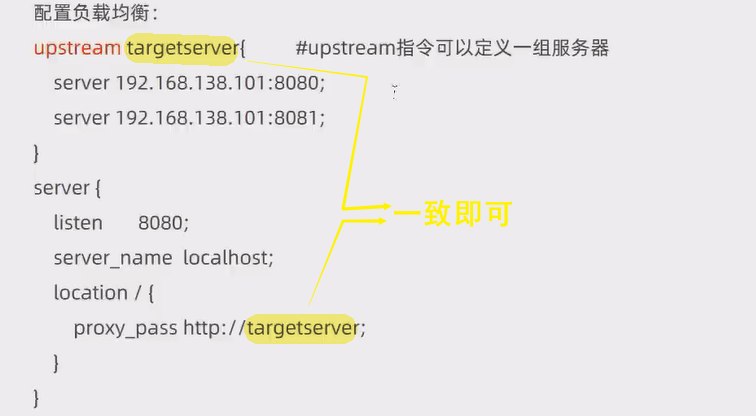 配置负载均衡：
upstream targetserver{ #upstream指令可以定义一组服务器
server 192.168.138.101:8080;
server 192.168.138.101:8081;
}
server {
listen 8080;
一致即可
server_name localhost;
location / {
proxy_pass http://targetserver;
}
}